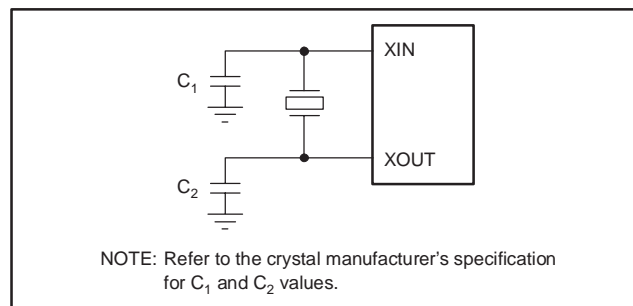 XIN
C₁
XOUT
C₂
NOTE: Refer to the crystal manufacturer’s specification
for C₁ and C₂ values.